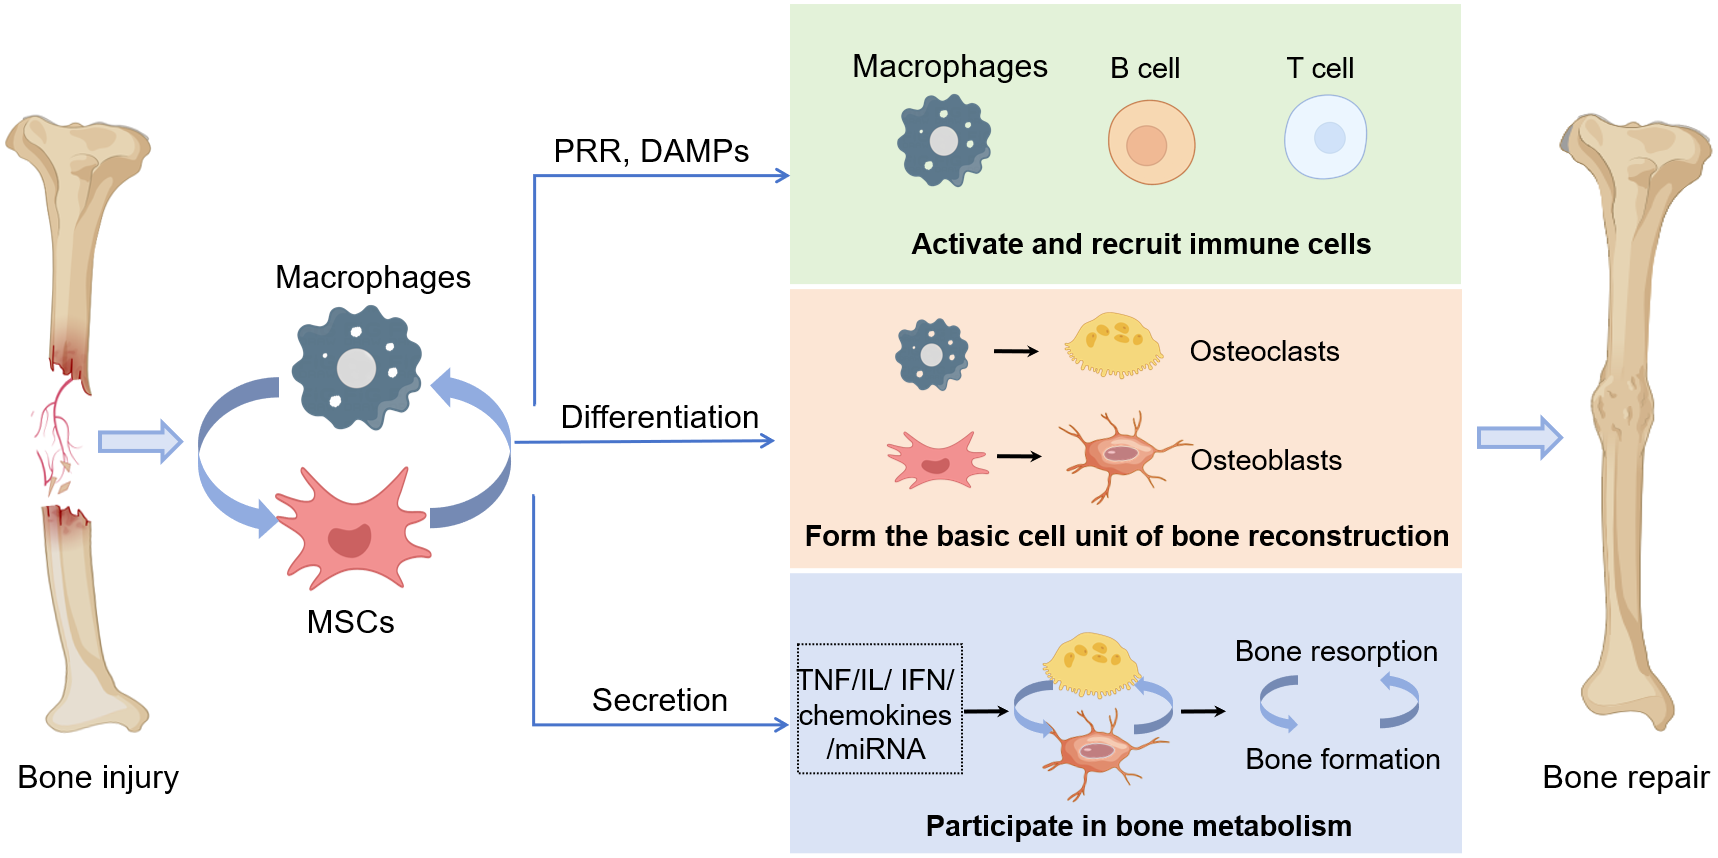 Bone injury
Macrophages
MSCs
PRR, DAMPs
Differentiation
Secretion
Macrophages
B cell
T cell
Activate and recruit immune cells
Osteoclasts
Osteoblasts
Form the basic cell unit of bone reconstruction
TNF/IL/ IFN/
chemokines
/miRNA
Bone resorption
Bone formation
Participate in bone metabolism
Bone repair